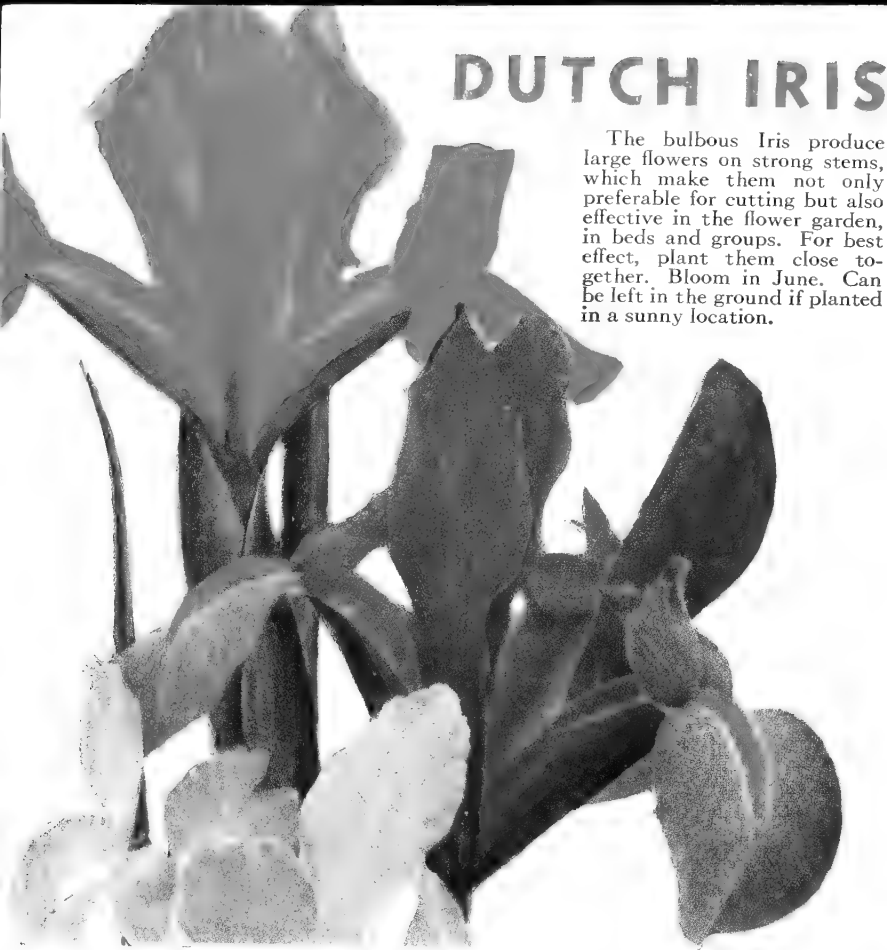 DUTCH IRIS
The bulbous Iris produce
large flowers on strong stems,
which make them not only
preferable for cutting but also
effective in the flower garden,
in beds and groups. For best
effect, plant them close to-
gether. Bloom in June. Can
be left in the ground if planted
in a sunny location.